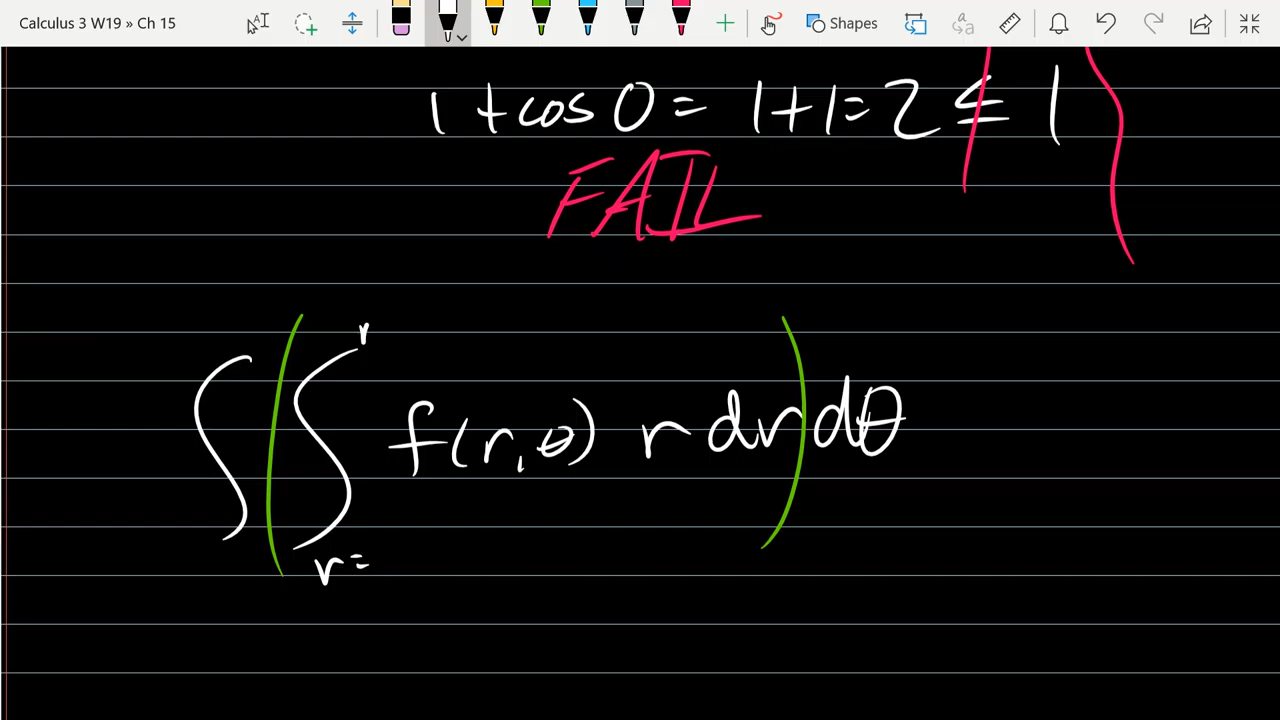 Calculus 3 W19 » Ch 15
Shapes
1 + cos 0 = 1 + 1 = 2 ≰ 1
FAIL
r
∫ ( ∫ f(r, θ) r dr ) dθ
r =